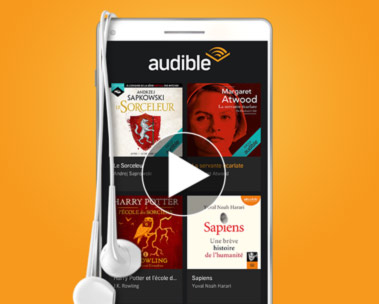 audible
ANDRZEJ
SAPKOWSKI
LE SORCELEUR
Le Sorceleur
Andrzej Sapkowski
Margaret
Atwood
La servante écarlate
servante écarlate
Atwood
HARRY POTTER
À L'ÉCOLE DES SORCIERS
J.K. ROWLING
Harry Potter et l'école d...
J.K. Rowling
Yuval Noah Harari
Sapiens
Une brève
histoire
de l'humanité
Sapiens
Yuval Noah Harari